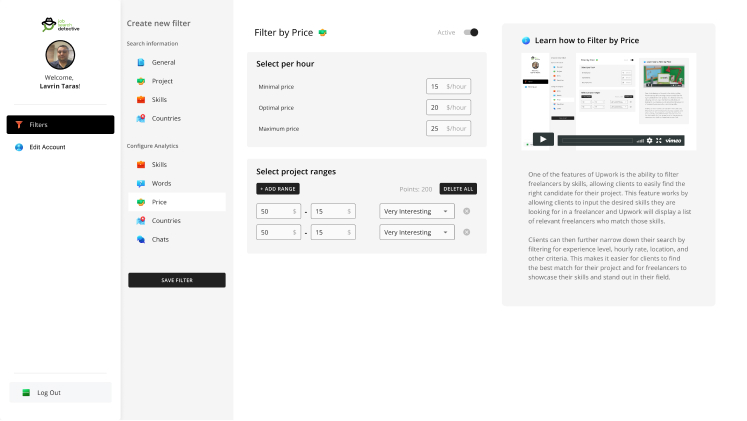 job
search
detective
Welcome,
Lavrin Taras!
Filters
Edit Account
Log Out
Create new filter
Search Information
General
Project
Skills
Countries
Configure Analytics
Skills
Words
Price
Countries
Chats
SAVE FILTER
Filter by Price
Active
Select per hour
Minimal price
15 $/hour
Optimal price
20 $/hour
Maximum price
25 $/hour
Select project ranges
+ ADD RANGE
Points: 200
DELETE ALL
50 $ - 15 $ Very Interesting
50 $ - 15 $ Very Interesting
Learn how to Filter by Price
vimeo
One of the features of Upwork is the ability to filter
freelancers by skills, allowing clients to easily find the
right candidate for their project. This feature works by
allowing clients to input the desired skills they are
looking for in a freelancer and Upwork will display a list
of relevant freelancers who match those skills.
Clients can then further narrow down their search by
filtering for experience level, hourly rate, location, and
other criteria. This makes it easier for clients to find
the best match for their project and for freelancers to
showcase their skills and stand out in their field.